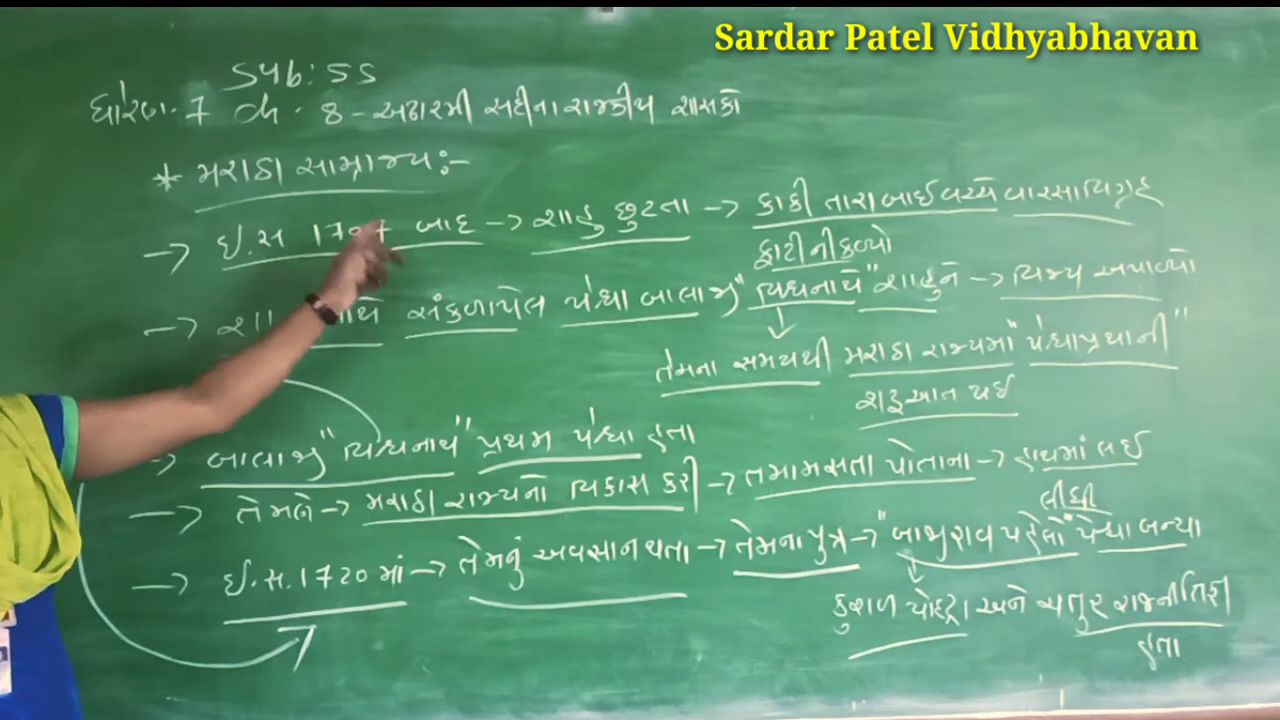 Sardar Patel Vidhyabhavan
Sub : SS
ધોરણ. 7 ch. 8 - અઢારમી સદીના રાજકીય શાસકો
* મરાઠા સામ્રાજ્ય :-
→ ઈ.સ 1707 બાદ → શાહુ છુટતા → કાકી તારાબાઈ વચ્ચે વારસાવિગ્રહ
ફાટી નીકળ્યો
→ સંકળાયેલ પેશ્વા બાલાજી "વિશ્વનાથે" શાહુને → વિજય અપાવ્યો
તેમના સમયથી મરાઠા રાજ્યમાં "પેશ્વાપ્રથાની"
શરૂઆત થઈ
→ બાલાજી "વિશ્વનાથ" પ્રથમ પેશ્વા હતા
→ તેમણે → મરાઠા રાજ્યનો વિકાસ કરી → તમામ સતા પોતાના → હાથમાં લઈ
લીધી
→ ઈ.સ. 1720 માં → તેમનું અવસાન થતા → તેમના પુત્ર → "બાજીરાવ પહેલો" પેશ્વા બન્યા
કુશળ યોદ્ધા અને ચતુર રાજનીતિજ્ઞ
હતા